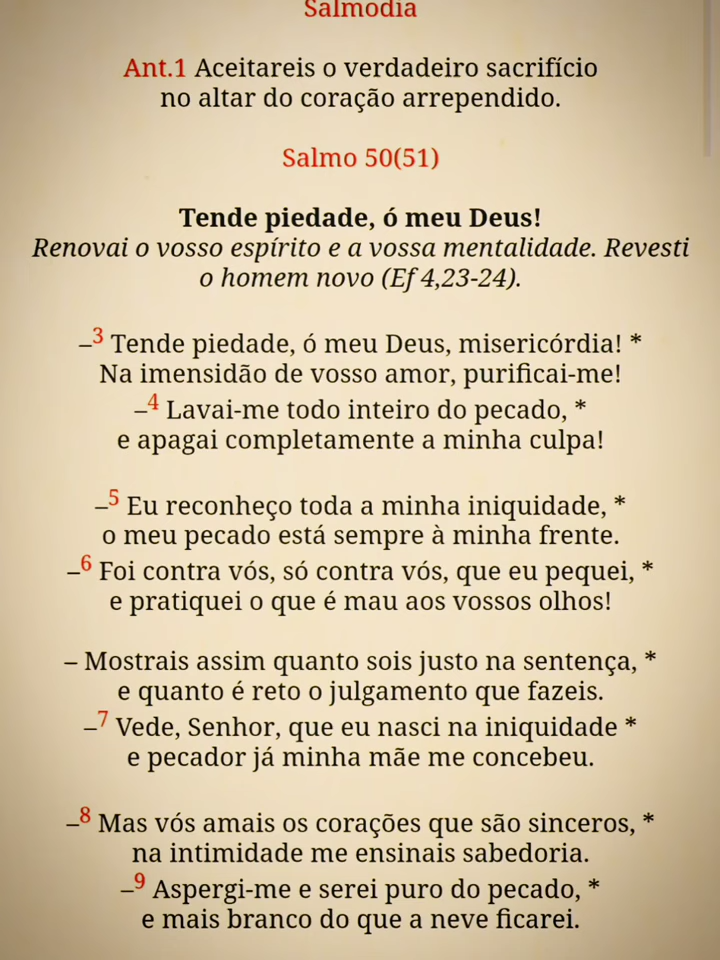 Salmodia
Ant.1 Aceitareis o verdadeiro sacrifício
no altar do coração arrependido.
Salmo 50(51)
Tende piedade, ó meu Deus!
Renovai o vosso espírito e a vossa mentalidade. Revesti
o homem novo (Ef 4,23-24).
–3 Tende piedade, ó meu Deus, misericórdia! *
Na imensidão de vosso amor, purificai-me!
–4 Lavai-me todo inteiro do pecado, *
e apagai completamente a minha culpa!
–5 Eu reconheço toda a minha iniquidade, *
o meu pecado está sempre à minha frente.
–6 Foi contra vós, só contra vós, que eu pequei, *
e pratiquei o que é mau aos vossos olhos!
– Mostrais assim quanto sois justo na sentença, *
e quanto é reto o julgamento que fazeis.
–7 Vede, Senhor, que eu nasci na iniquidade *
e pecador já minha mãe me concebeu.
–8 Mas vós amais os corações que são sinceros, *
na intimidade me ensinais sabedoria.
–9 Aspergi-me e serei puro do pecado, *
e mais branco do que a neve ficarei.